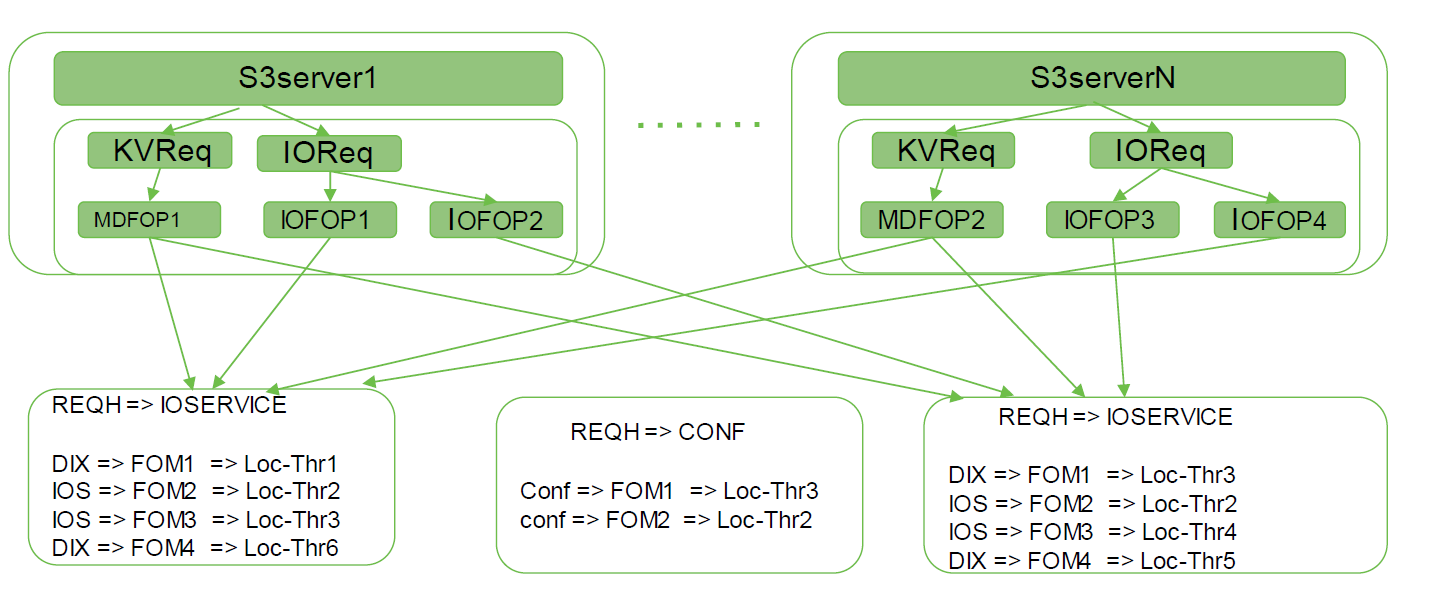 S3server1
S3serverN
KVReq
IOReq
KVReq
IOReq
MDFOP1
IOFOP1
IOFOP2
MDFOP2
IOFOP3
IOFOP4
REQH => IOSERVICE
DIX => FOM1 => Loc-Thr1
IOS => FOM2 => Loc-Thr2
IOS => FOM3 => Loc-Thr3
DIX => FOM4 => Loc-Thr6
REQH => CONF
Conf => FOM1 => Loc-Thr3
conf => FOM2 => Loc-Thr2
REQH => IOSERVICE
DIX => FOM1 => Loc-Thr3
IOS => FOM2 => Loc-Thr2
IOS => FOM3 => Loc-Thr4
DIX => FOM4 => Loc-Thr5